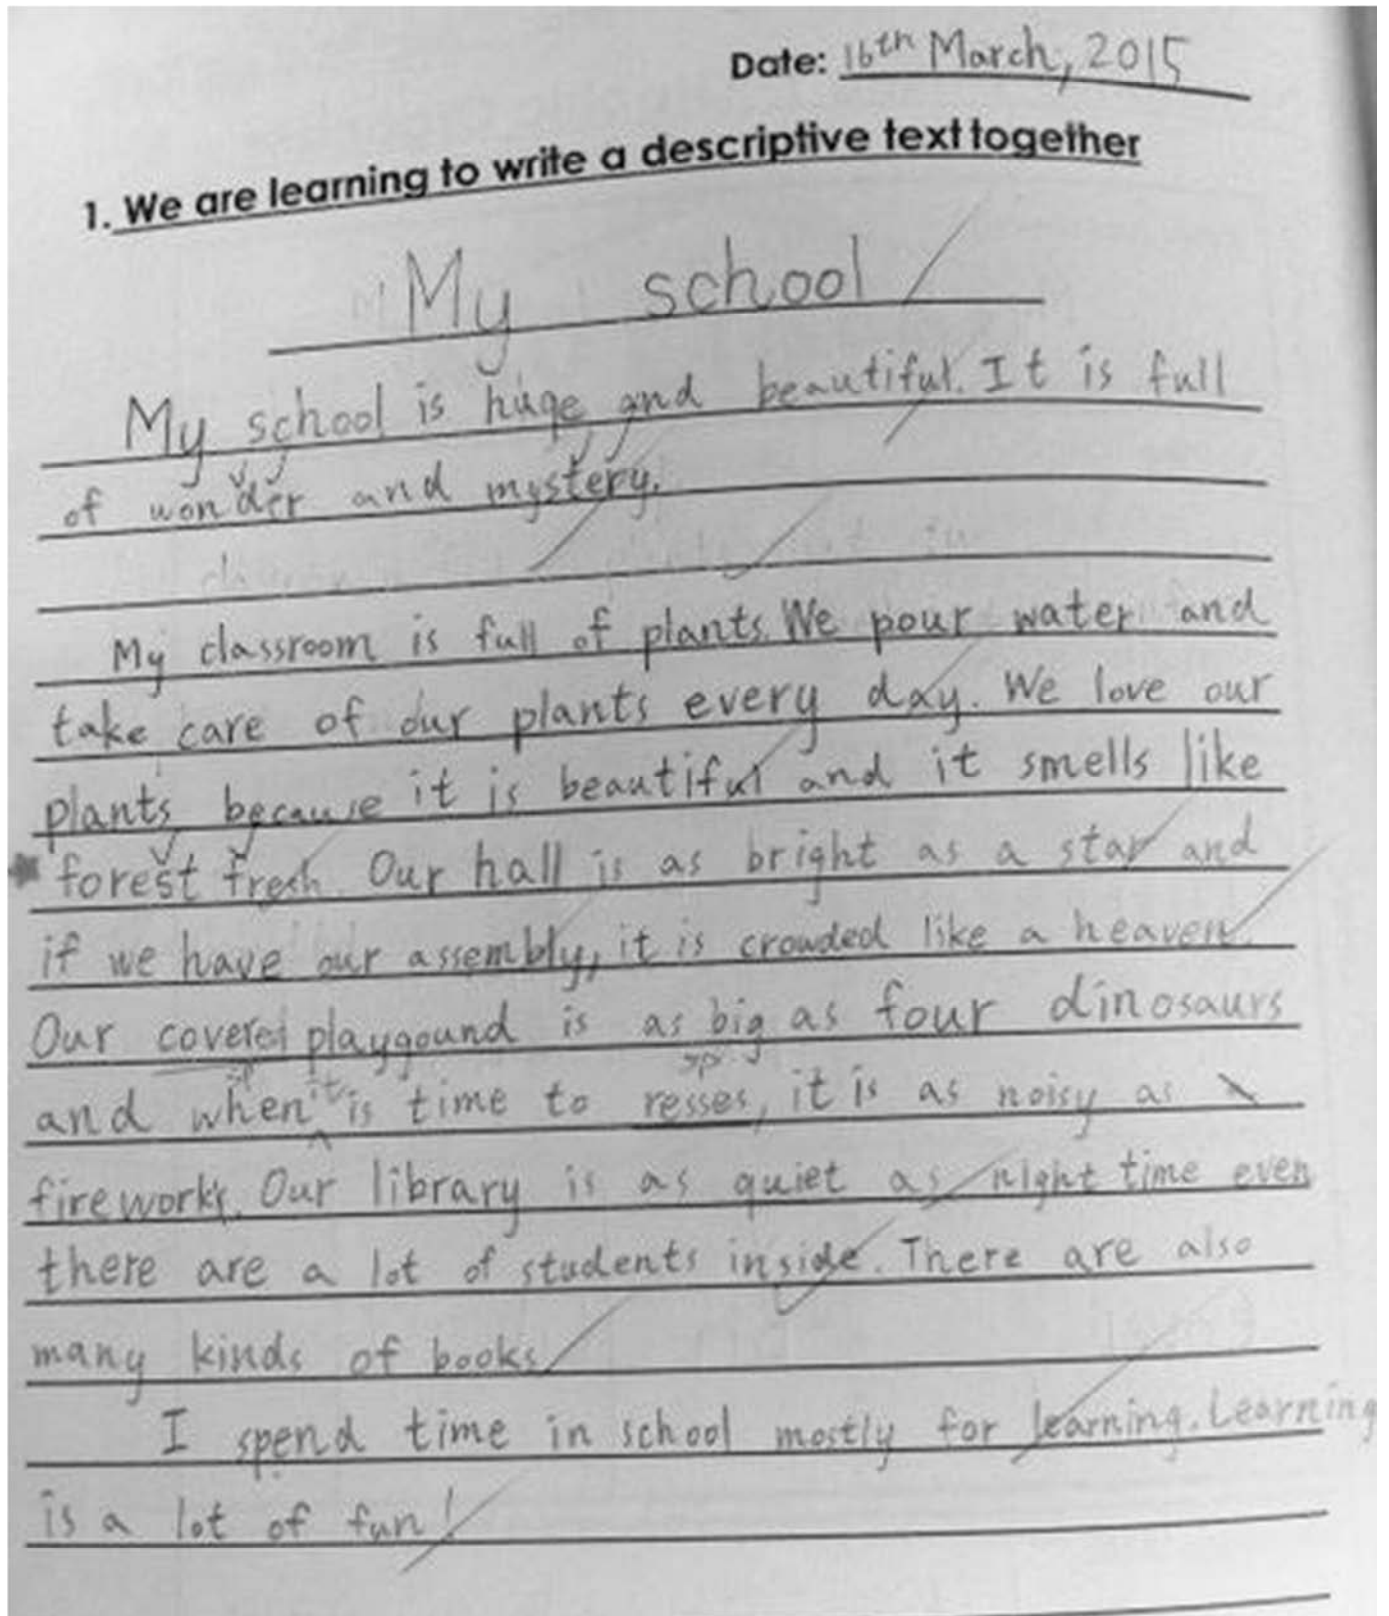 Date: 16th March, 2015
1. We are learning to write a descriptive text together
My school
My school is huge and beautiful. It is full
of wonder and mystery.
My classroom is full of plants. We pour water and
take care of our plants every day. We love our
plants because it is beautiful and it smells like
forest fresh. Our hall is as bright as a star and
if we have our assembly, it is crowded like a heaven.
Our covered playgound is as big as four dinosaurs
sp sp
and when it is time to resses, it is as noisy as
fireworks. Our library is as quiet as night time even
there are a lot of students inside. There are also
many kinds of books
I spend time in school mostly for learning. Learning
is a lot of fun!